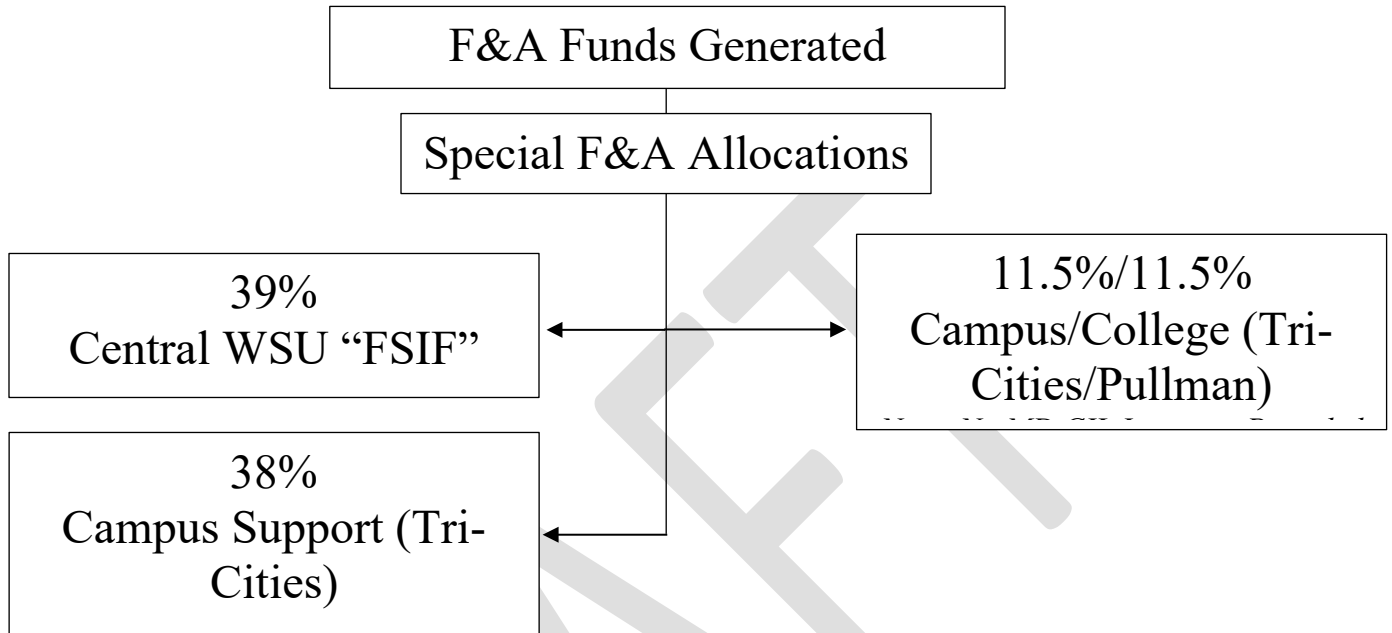 F&A Funds Generated
Special F&A Allocations
39%
Central WSU “FSIF”
11.5%/11.5%
Campus/College (Tri-
Cities/Pullman)
38%
Campus Support (Tri-
Cities)